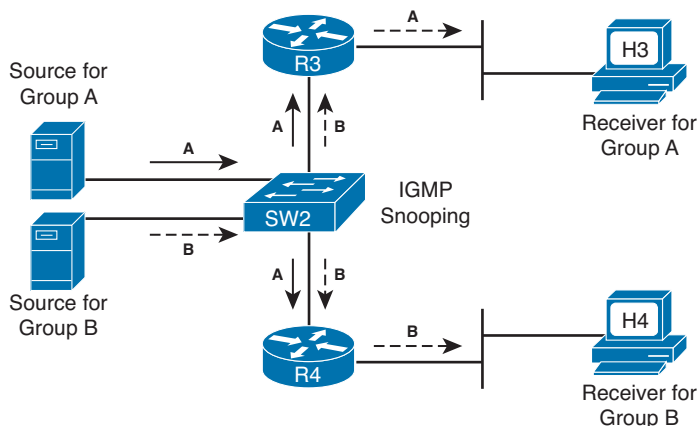 Source for
Group A
A
R3
A
H3
Receiver for
Group A
A
B
SW2
IGMP
Snooping
B
Source for
Group B
A
B
R4
B
H4
Receiver for
Group B